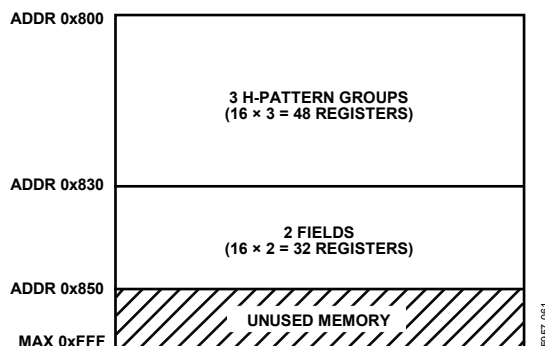 ADDR 0x800
3 H-PATTERN GROUPS
(16 × 3 = 48 REGISTERS)
ADDR 0x830
2 FIELDS
(16 × 2 = 32 REGISTERS)
ADDR 0x850
UNUSED MEMORY
MAX 0xFFF